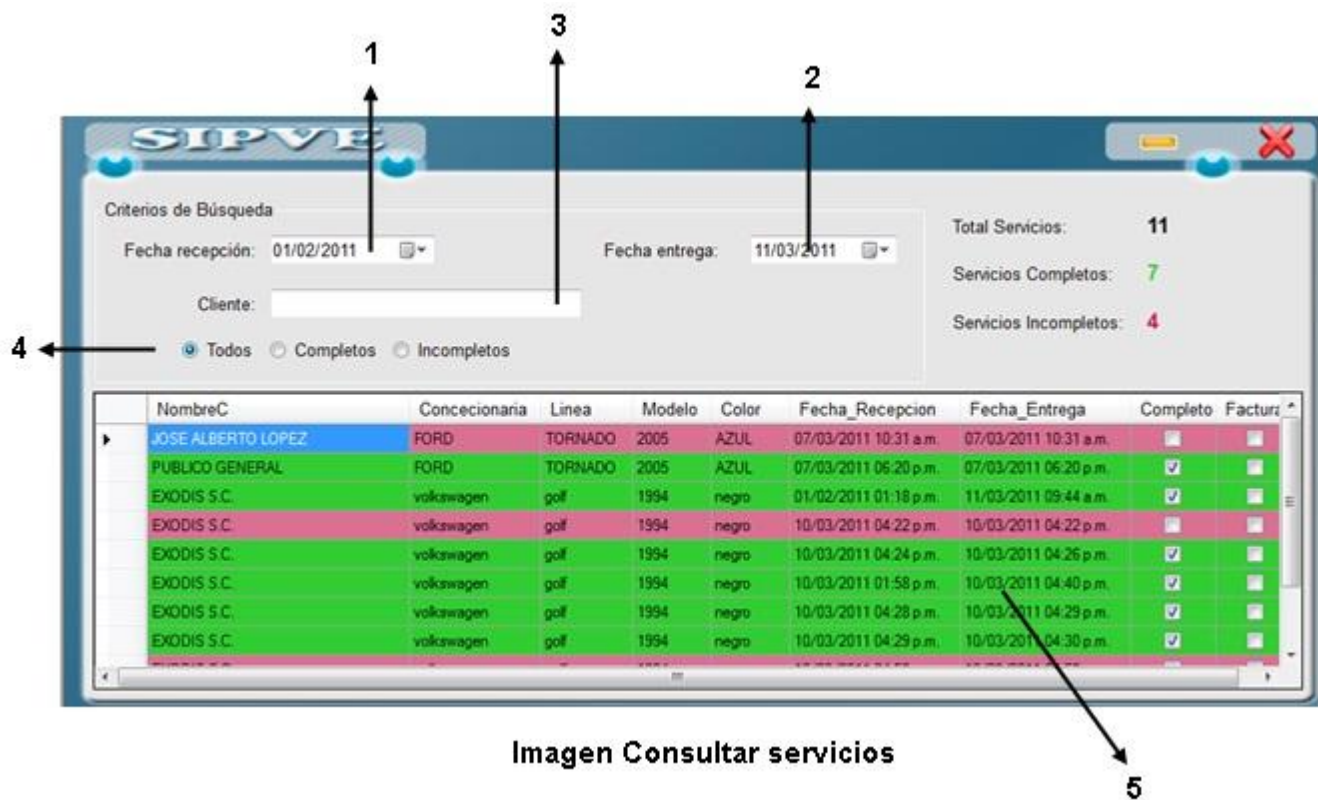 3
1
2
SIPVE
Criterios de Búsqueda
Fecha recepción: 01/02/2011 Fecha entrega: 11/03/2011
Cliente:
4 Todos Completos Incompletos
Total Servicios: 11
Servicios Completos: 7
Servicios Incompletos: 4
NombreC Concecionaria Linea Modelo Color Fecha_Recepcion Fecha_Entrega Completo Factura
JOSE ALBERTO LOPEZ FORD TORNADO 2005 AZUL 07/03/2011 10:31 a.m. 07/03/2011 10:31 a.m.
PUBLICO GENERAL FORD TORNADO 2005 AZUL 07/03/2011 06:20 p.m. 07/03/2011 06:20 p.m.
EXODIS S.C. volkswagen golf 1994 negro 01/02/2011 01:18 p.m. 11/03/2011 09:44 a.m.
EXODIS S.C. volkswagen golf 1994 negro 10/03/2011 04:22 p.m. 10/03/2011 04:22 p.m.
EXODIS S.C. volkswagen golf 1994 negro 10/03/2011 04:24 p.m. 10/03/2011 04:26 p.m.
EXODIS S.C. volkswagen golf 1994 negro 10/03/2011 01:58 p.m. 10/03/2011 04:40 p.m.
EXODIS S.C. volkswagen golf 1994 negro 10/03/2011 04:28 p.m. 10/03/2011 04:29 p.m.
EXODIS S.C. volkswagen golf 1994 negro 10/03/2011 04:29 p.m. 10/03/2011 04:30 p.m.
Imagen Consultar servicios
5